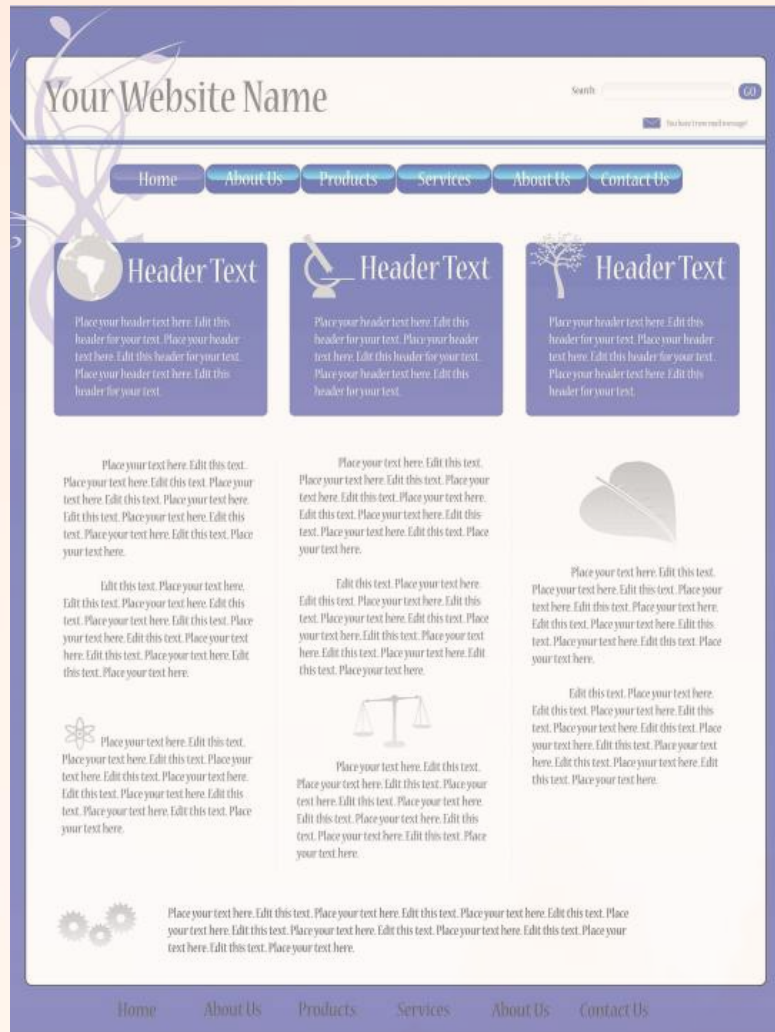 Your Website Name
Search:
GO
You have 1 new email message!
Home
About Us
Products
Services
About Us
Contact Us
Header Text
Place your header text here. Edit this
header for your text. Place your header
text here. Edit this header for your text.
Place your header text here. Edit this
header for your text.
Header Text
Place your header text here. Edit this
header for your text. Place your header
text here. Edit this header for your text.
Place your header text here. Edit this
header for your text.
Header Text
Place your header text here. Edit this
header for your text. Place your header
text here. Edit this header for your text.
Place your header text here. Edit this
header for your text.
Place your text here. Edit this text.
Place your text here. Edit this text. Place your
text here. Edit this text. Place your text here.
Edit this text. Place your text here. Edit this
text. Place your text here. Edit this text. Place
your text here.
Edit this text. Place your text here.
Edit this text. Place your text here. Edit this
text. Place your text here. Edit this text. Place
your text here. Edit this text. Place your text
here. Edit this text. Place your text here. Edit
this text. Place your text here.
Place your text here. Edit this text.
Place your text here. Edit this text. Place your
text here. Edit this text. Place your text here.
Edit this text. Place your text here. Edit this
text. Place your text here. Edit this text. Place
your text here.
Place your text here. Edit this text.
Place your text here. Edit this text. Place your
text here. Edit this text. Place your text here.
Edit this text. Place your text here. Edit this
text. Place your text here. Edit this text. Place
your text here.
Edit this text. Place your text here.
Edit this text. Place your text here. Edit this
text. Place your text here. Edit this text. Place
your text here. Edit this text. Place your text
here. Edit this text. Place your text here. Edit
this text. Place your text here.
Place your text here. Edit this text.
Place your text here. Edit this text. Place your
text here. Edit this text. Place your text here.
Edit this text. Place your text here. Edit this
text. Place your text here. Edit this text. Place
your text here.
Place your text here. Edit this text.
Place your text here. Edit this text. Place your
text here. Edit this text. Place your text here.
Edit this text. Place your text here. Edit this
text. Place your text here. Edit this text. Place
your text here.
Edit this text. Place your text here.
Edit this text. Place your text here. Edit this
text. Place your text here. Edit this text. Place
your text here. Edit this text. Place your text
here. Edit this text. Place your text here. Edit
this text. Place your text here.
Place your text here. Edit this text. Place your text here. Edit this text. Place your text here. Edit this text. Place
your text here. Edit this text. Place your text here. Edit this text. Place your text here. Edit this text. Place your
text here. Edit this text. Place your text here.
Home
About Us
Products
Services
About Us
Contact Us